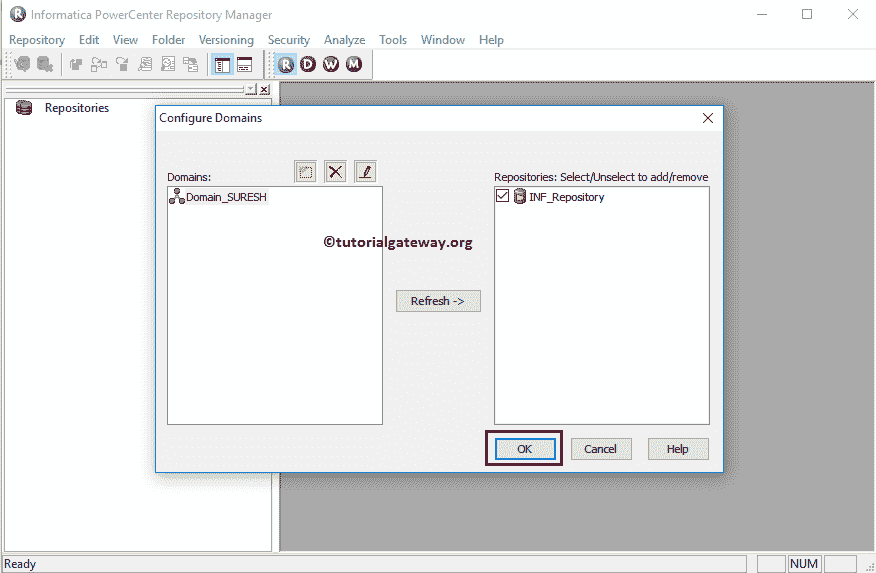 Informatica PowerCenter Repository Manager
Repository Edit View Folder Versioning Security Analyze Tools Window Help
R D W M
Repositories
Configure Domains
Domains:
Repositories: Select/Unselect to add/remove
Domain_SURESH
INF_Repository
©tutorialgateway.org
Refresh ->
OK Cancel Help
Ready
NUM